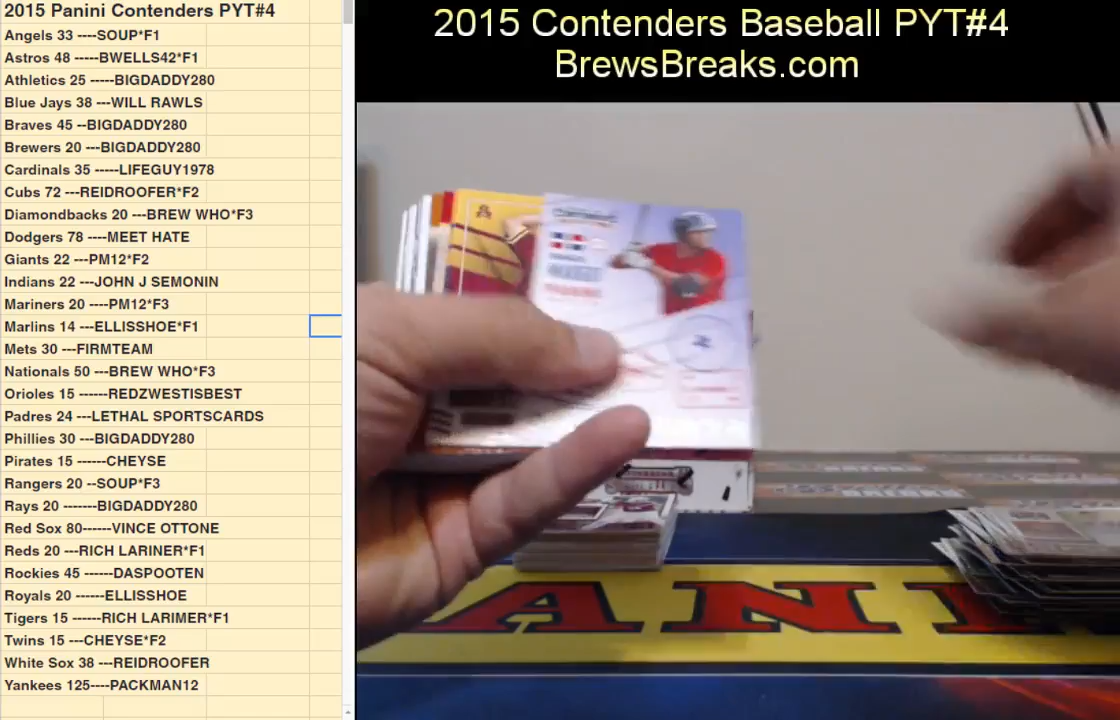 2015 Panini Contenders PYT#4
Angels 33 ----SOUP*F1
Astros 48 -----BWELLS42*F1
Athletics 25 -----BIGDADDY280
Blue Jays 38 ---WILL RAWLS
Braves 45 --BIGDADDY280
Brewers 20 ---BIGDADDY280
Cardinals 35 -----LIFEGUY1978
Cubs 72 ---REIDROOFER*F2
Diamondbacks 20 ---BREW WHO*F3
Dodgers 78 ----MEET HATE
Giants 22 ----PM12*F2
Indians 22 ----JOHN J SEMONIN
Mariners 20 ----PM12*F3
Marlins 14 ---ELLISSHOE*F1
Mets 30 ---FIRMTEAM
Nationals 50 ---BREW WHO*F3
Orioles 15 ------REDZWESTISBEST
Padres 24 ---LETHAL SPORTSCARDS
Phillies 30 ---BIGDADDY280
Pirates 15 ------CHEYSE
Rangers 20 --SOUP*F3
Rays 20 -------BIGDADDY280
Red Sox 80------VINCE OTTONE
Reds 20 ---RICH LARINER*F1
Rockies 45 ------DASPOOTEN
Royals 20 ------ELLISSHOE
Tigers 15 ------RICH LARIMER*F1
Twins 15 ---CHEYSE*F2
White Sox 38 ---REIDROOFER
Yankees 125----PACKMAN12
2015 Contenders Baseball PYT#4
BrewsBreaks.com